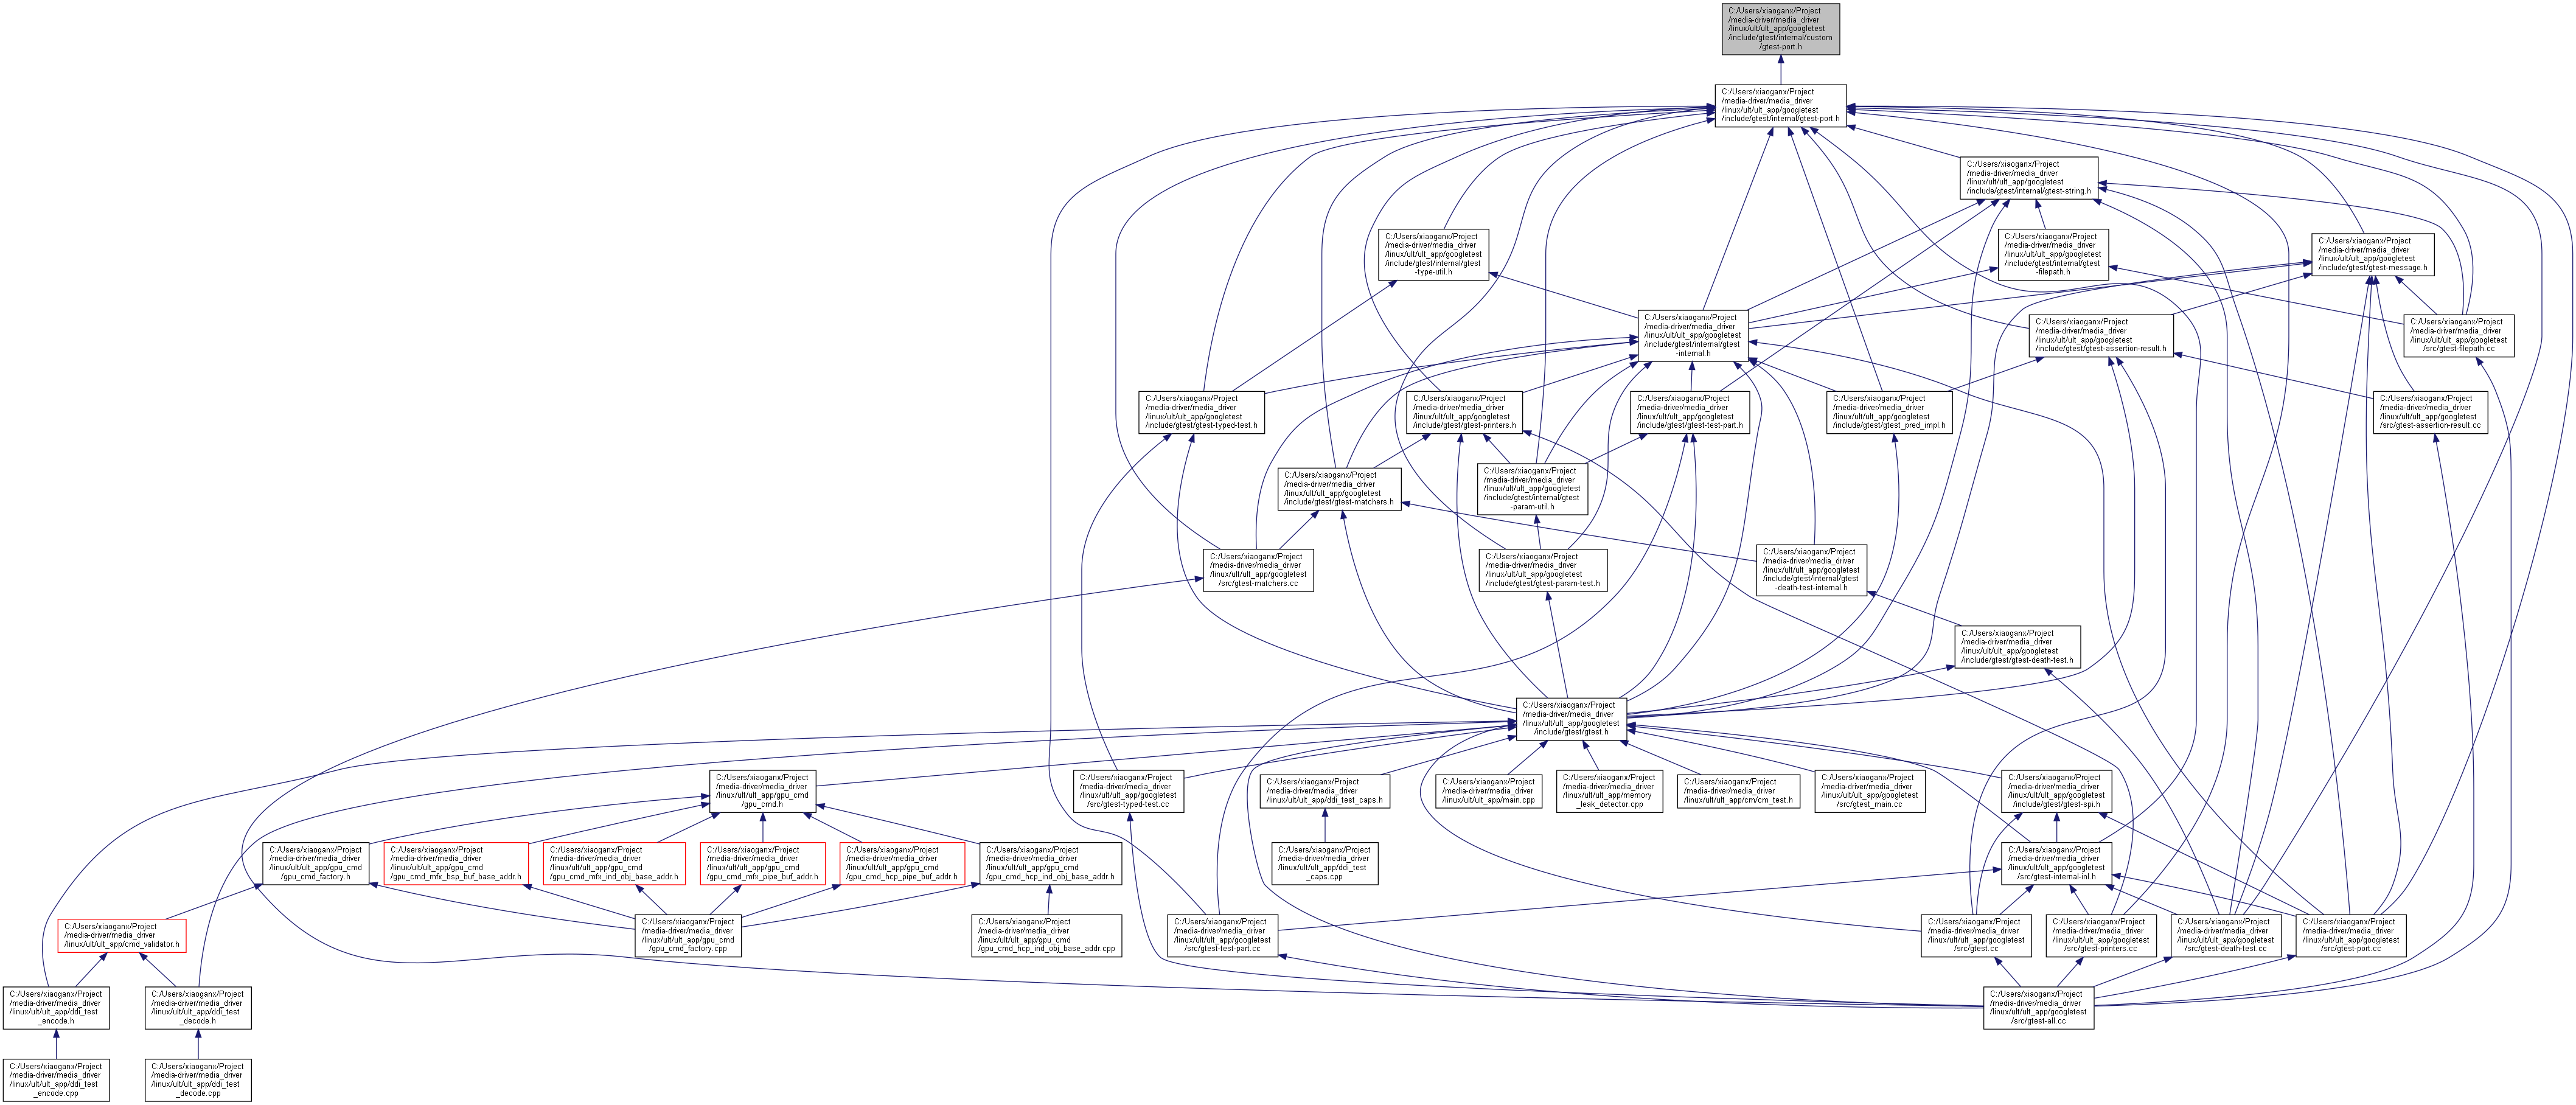 C:/Users/xiaoganx/Project
/media-driver/media_driver
/linux/ult/ult_app/googletest
/include/gtest/internal/custom
/gtest-port.h
C:/Users/xiaoganx/Project
/media-driver/media_driver
/linux/ult/ult_app/googletest
/include/gtest/internal/gtest-port.h
C:/Users/xiaoganx/Project
/media-driver/media_driver
/linux/ult/ult_app/googletest
/include/gtest/internal/gtest-string.h
C:/Users/xiaoganx/Project
/media-driver/media_driver
/linux/ult/ult_app/googletest
/include/gtest/internal/gtest
-type-util.h
C:/Users/xiaoganx/Project
/media-driver/media_driver
/linux/ult/ult_app/googletest
/include/gtest/internal/gtest
-filepath.h
C:/Users/xiaoganx/Project
/media-driver/media_driver
/linux/ult/ult_app/googletest
/include/gtest/gtest-message.h
C:/Users/xiaoganx/Project
/media-driver/media_driver
/linux/ult/ult_app/googletest
/include/gtest/internal/gtest
-internal.h
C:/Users/xiaoganx/Project
/media-driver/media_driver
/linux/ult/ult_app/googletest
/include/gtest/gtest-assertion-result.h
C:/Users/xiaoganx/Project
/media-driver/media_driver
/linux/ult/ult_app/googletest
/src/gtest-filepath.cc
C:/Users/xiaoganx/Project
/media-driver/media_driver
/linux/ult/ult_app/googletest
/include/gtest/gtest-typed-test.h
C:/Users/xiaoganx/Project
/media-driver/media_driver
/linux/ult/ult_app/googletest
/include/gtest/gtest-printers.h
C:/Users/xiaoganx/Project
/media-driver/media_driver
/linux/ult/ult_app/googletest
/include/gtest/gtest-test-part.h
C:/Users/xiaoganx/Project
/media-driver/media_driver
/linux/ult/ult_app/googletest
/include/gtest/gtest_pred_impl.h
C:/Users/xiaoganx/Project
/media-driver/media_driver
/linux/ult/ult_app/googletest
/src/gtest-assertion-result.cc
C:/Users/xiaoganx/Project
/media-driver/media_driver
/linux/ult/ult_app/googletest
/include/gtest/gtest-matchers.h
C:/Users/xiaoganx/Project
/media-driver/media_driver
/linux/ult/ult_app/googletest
/include/gtest/internal/gtest
-param-util.h
C:/Users/xiaoganx/Project
/media-driver/media_driver
/linux/ult/ult_app/googletest
/src/gtest-matchers.cc
C:/Users/xiaoganx/Project
/media-driver/media_driver
/linux/ult/ult_app/googletest
/include/gtest/gtest-param-test.h
C:/Users/xiaoganx/Project
/media-driver/media_driver
/linux/ult/ult_app/googletest
/include/gtest/internal/gtest
-death-test-internal.h
C:/Users/xiaoganx/Project
/media-driver/media_driver
/linux/ult/ult_app/googletest
/include/gtest/gtest-death-test.h
C:/Users/xiaoganx/Project
/media-driver/media_driver
/linux/ult/ult_app/googletest
/include/gtest/gtest.h
C:/Users/xiaoganx/Project
/media-driver/media_driver
/linux/ult/ult_app/gpu_cmd
/gpu_cmd.h
C:/Users/xiaoganx/Project
/media-driver/media_driver
/linux/ult/ult_app/googletest
/src/gtest-typed-test.cc
C:/Users/xiaoganx/Project
/media-driver/media_driver
/linux/ult/ult_app/ddi_test_caps.h
C:/Users/xiaoganx/Project
/media-driver/media_driver
/linux/ult/ult_app/main.cpp
C:/Users/xiaoganx/Project
/media-driver/media_driver
/linux/ult/ult_app/memory
_leak_detector.cpp
C:/Users/xiaoganx/Project
/media-driver/media_driver
/linux/ult/ult_app/cm/cm_test.h
C:/Users/xiaoganx/Project
/media-driver/media_driver
/linux/ult/ult_app/googletest
/src/gtest_main.cc
C:/Users/xiaoganx/Project
/media-driver/media_driver
/linux/ult/ult_app/googletest
/include/gtest/gtest-spi.h
C:/Users/xiaoganx/Project
/media-driver/media_driver
/linux/ult/ult_app/gpu_cmd
/gpu_cmd_factory.h
C:/Users/xiaoganx/Project
/media-driver/media_driver
/linux/ult/ult_app/gpu_cmd
/gpu_cmd_mfx_bsp_buf_base_addr.h
C:/Users/xiaoganx/Project
/media-driver/media_driver
/linux/ult/ult_app/gpu_cmd
/gpu_cmd_mfx_ind_obj_base_addr.h
C:/Users/xiaoganx/Project
/media-driver/media_driver
/linux/ult/ult_app/gpu_cmd
/gpu_cmd_mfx_pipe_buf_addr.h
C:/Users/xiaoganx/Project
/media-driver/media_driver
/linux/ult/ult_app/gpu_cmd
/gpu_cmd_hcp_pipe_buf_addr.h
C:/Users/xiaoganx/Project
/media-driver/media_driver
/linux/ult/ult_app/gpu_cmd
/gpu_cmd_hcp_ind_obj_base_addr.h
C:/Users/xiaoganx/Project
/media-driver/media_driver
/linux/ult/ult_app/ddi_test
_caps.cpp
C:/Users/xiaoganx/Project
/media-driver/media_driver
/linux/ult/ult_app/googletest
/src/gtest-internal-inl.h
C:/Users/xiaoganx/Project
/media-driver/media_driver
/linux/ult/ult_app/cmd_validator.h
C:/Users/xiaoganx/Project
/media-driver/media_driver
/linux/ult/ult_app/gpu_cmd
/gpu_cmd_factory.cpp
C:/Users/xiaoganx/Project
/media-driver/media_driver
/linux/ult/ult_app/gpu_cmd
/gpu_cmd_hcp_ind_obj_base_addr.cpp
C:/Users/xiaoganx/Project
/media-driver/media_driver
/linux/ult/ult_app/googletest
/src/gtest-test-part.cc
C:/Users/xiaoganx/Project
/media-driver/media_driver
/linux/ult/ult_app/googletest
/src/gtest.cc
C:/Users/xiaoganx/Project
/media-driver/media_driver
/linux/ult/ult_app/googletest
/src/gtest-printers.cc
C:/Users/xiaoganx/Project
/media-driver/media_driver
/linux/ult/ult_app/googletest
/src/gtest-death-test.cc
C:/Users/xiaoganx/Project
/media-driver/media_driver
/linux/ult/ult_app/googletest
/src/gtest-port.cc
C:/Users/xiaoganx/Project
/media-driver/media_driver
/linux/ult/ult_app/ddi_test
_encode.h
C:/Users/xiaoganx/Project
/media-driver/media_driver
/linux/ult/ult_app/ddi_test
_decode.h
C:/Users/xiaoganx/Project
/media-driver/media_driver
/linux/ult/ult_app/googletest
/src/gtest-all.cc
C:/Users/xiaoganx/Project
/media-driver/media_driver
/linux/ult/ult_app/ddi_test
_encode.cpp
C:/Users/xiaoganx/Project
/media-driver/media_driver
/linux/ult/ult_app/ddi_test
_decode.cpp